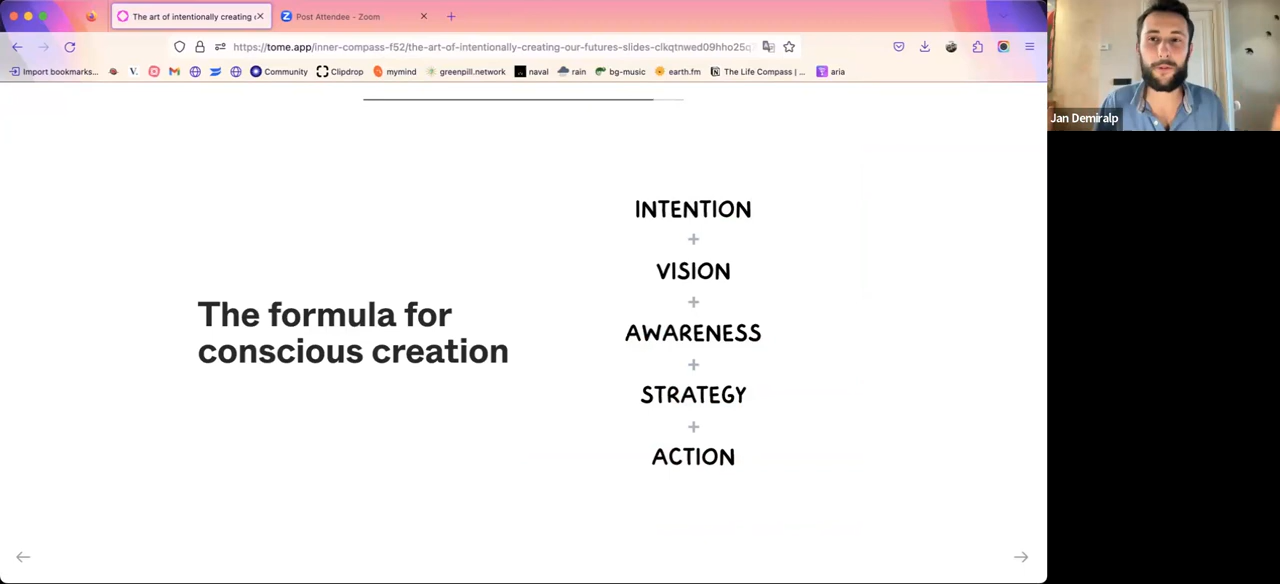 The art of intentionally creating
Post Attendee - Zoom
https://tome.app/inner-compass-f52/the-art-of-intentionally-creating-our-futures-slides-clkqtnwed09hho25q
Import bookmarks...
Community
Clipdrop
mymind
greenpill.network
naval
rain
bg-music
earth.fm
The Life Compass | ...
aria
Jan Demiralp
The formula for
conscious creation
INTENTION
+
VISION
+
AWARENESS
+
STRATEGY
+
ACTION